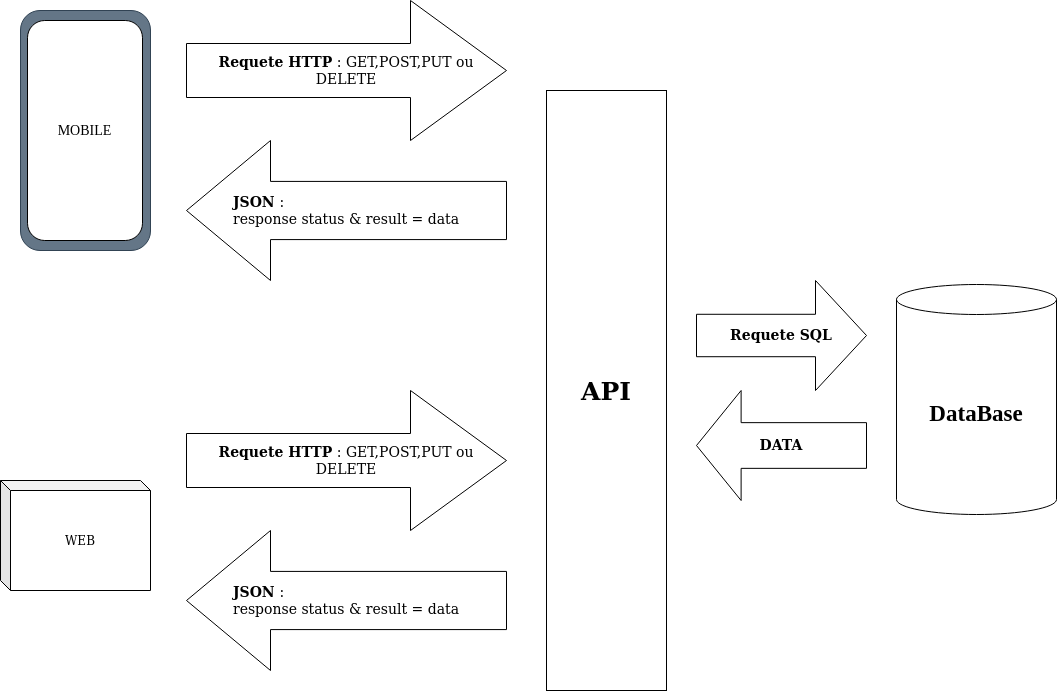 MOBILE
Requete HTTP : GET,POST,PUT ou
DELETE
JSON :
response status & result = data
API
Requete SQL
DATA
DataBase
WEB
Requete HTTP : GET,POST,PUT ou
DELETE
JSON :
response status & result = data